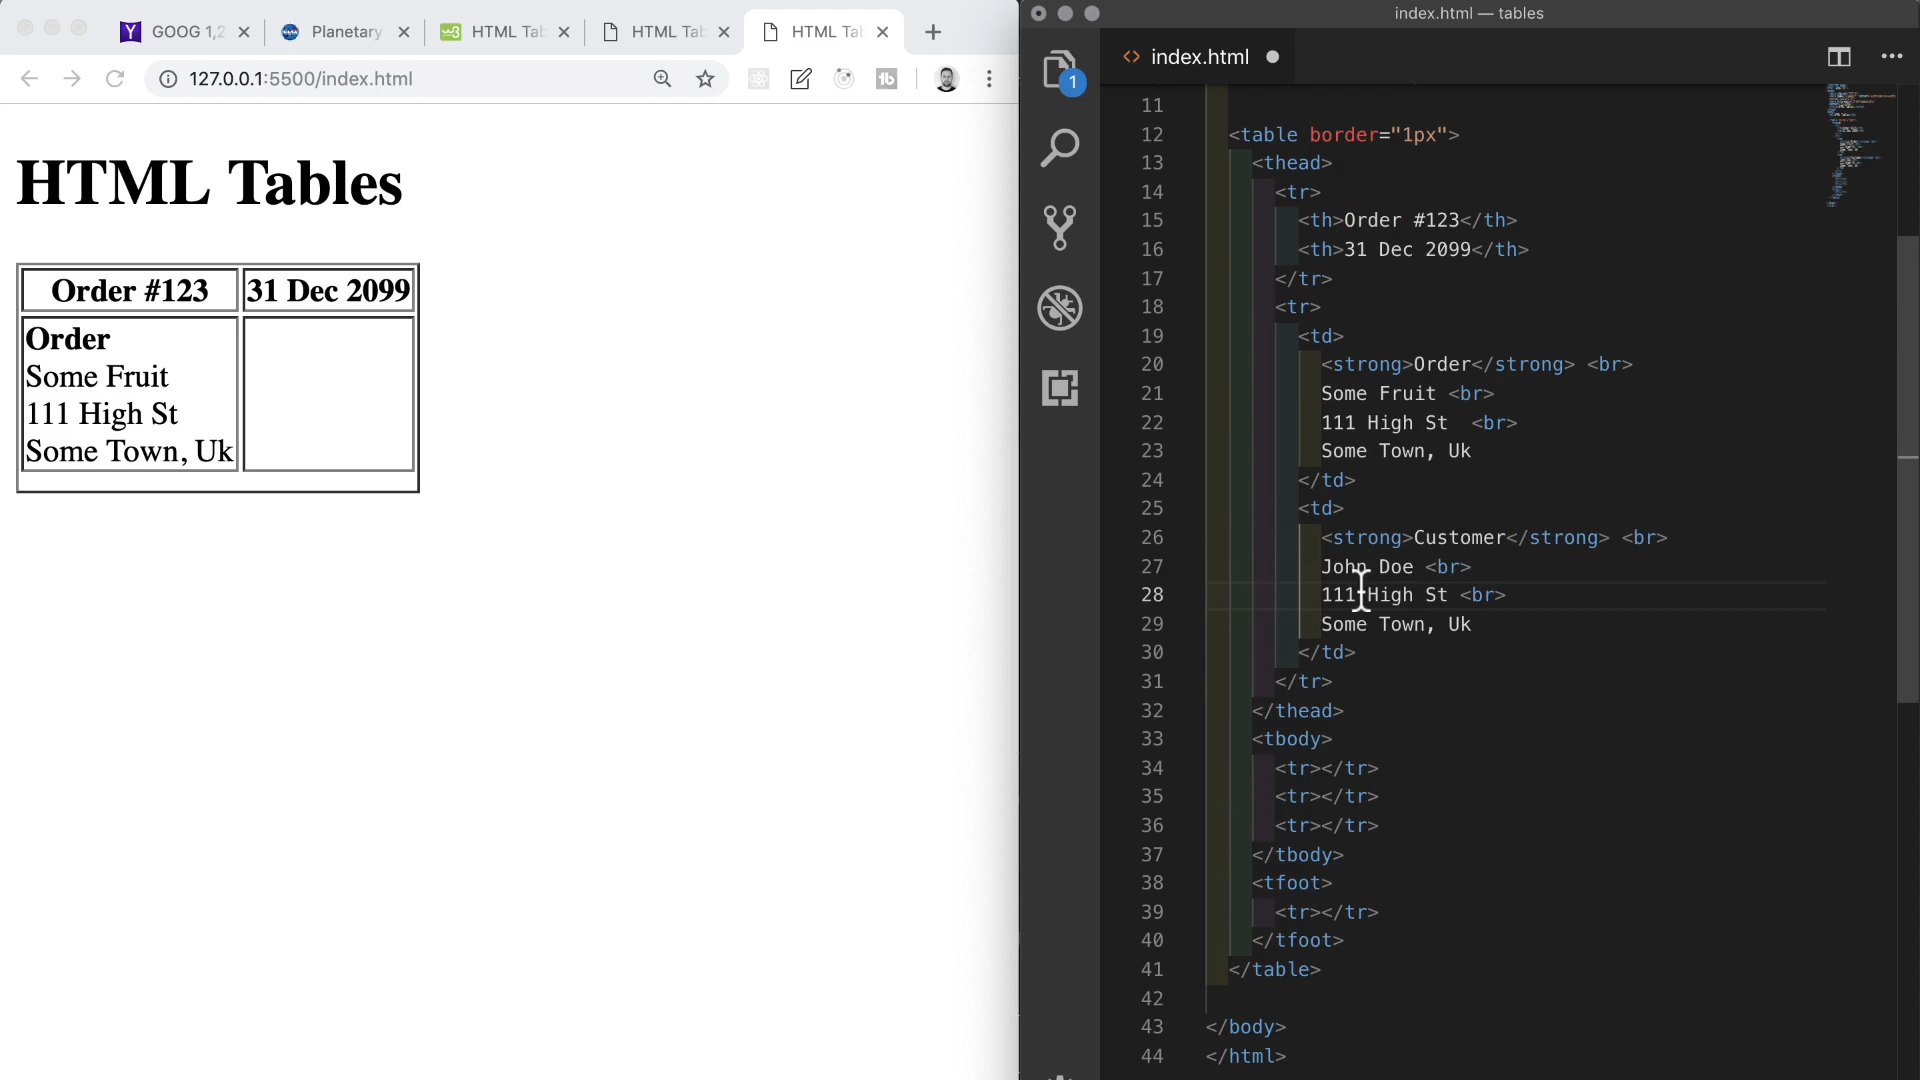 GOOG 1,2
Planetary
HTML Tab
HTML Tab
HTML Tab
127.0.0.1:5500/index.html
HTML Tables
Order #123 31 Dec 2099
Order
Some Fruit
111 High St
Some Town, Uk
index.html — tables
<> index.html
1
11
12 <table border="1px">
13 <thead>
14 <tr>
15 <th>Order #123</th>
16 <th>31 Dec 2099</th>
17 </tr>
18 <tr>
19 <td>
20 <strong>Order</strong> <br>
21 Some Fruit <br>
22 111 High St  <br>
23 Some Town, Uk
24 </td>
25 <td>
26 <strong>Customer</strong> <br>
27 John Doe <br>
28 111 High St <br>
29 Some Town, Uk
30 </td>
31 </tr>
32 </thead>
33 <tbody>
34 <tr></tr>
35 <tr></tr>
36 <tr></tr>
37 </tbody>
38 <tfoot>
39 <tr></tr>
40 </tfoot>
41 </table>
42
43 </body>
44 </html>